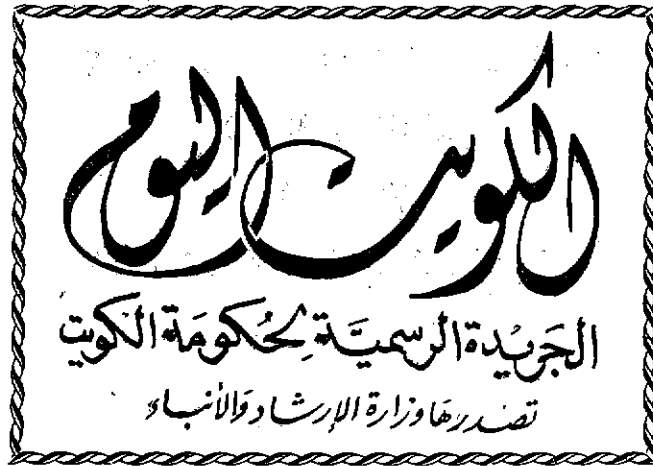 الكويت اليوم
الجريدة الرسمية لحكومة الكويت
تصدرها وزارة الإرشاد والأنباء